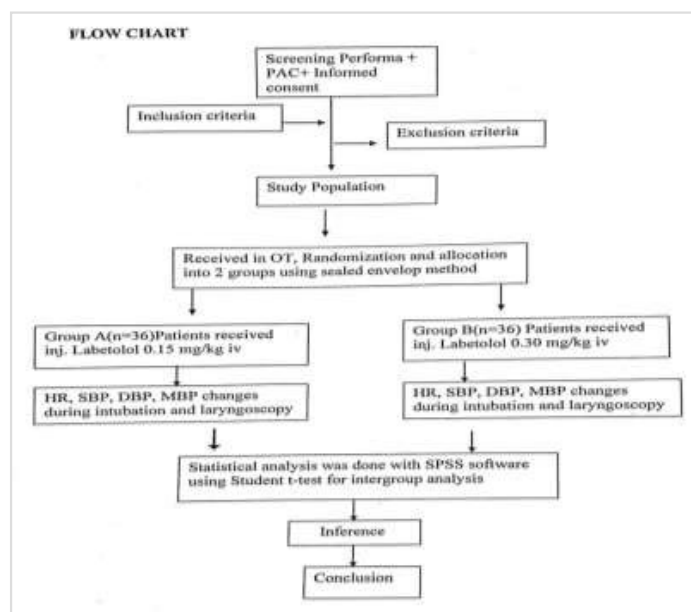 FLOW CHART
Screening Performa +
PAC+ Informed
consent
Inclusion criteria
Exclusion criteria
Study Population
Received in OT, Randomization and allocation
into 2 groups using sealed envelop method
Group A(n=36)Patients received
inj. Labetolol 0.15 mg/kg iv
Group B(n=36) Patients received
inj. Labetolol 0.30 mg/kg iv
HR, SBP, DBP, MBP changes
during intubation and laryngoscopy
HR, SBP, DBP, MBP changes
during intubation and laryngoscopy
Statistical analysis was done with SPSS software
using Student t-test for intergroup analysis
Inference
Conclusion